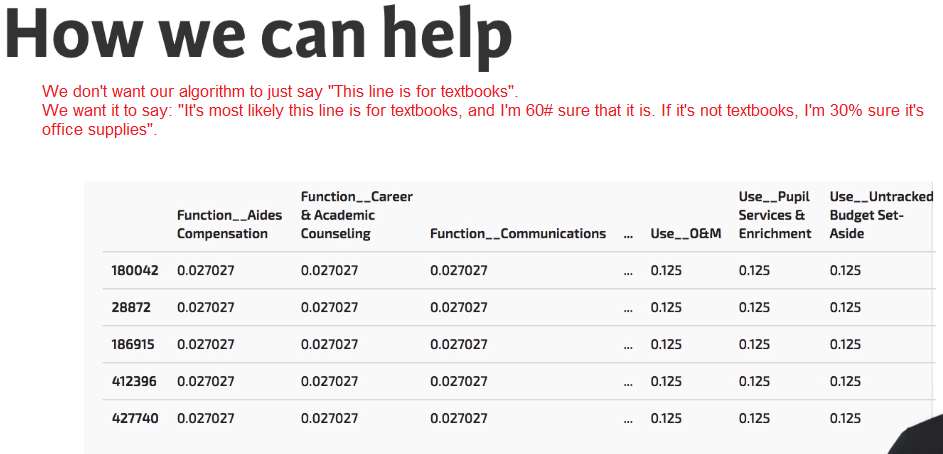 How we can help
We don't want our algorithm to just say "This line is for textbooks".
We want it to say: "It's most likely this line is for textbooks, and I'm 60# sure that it is. If it's not textbooks, I'm 30% sure it's
office supplies".
Function__Aides Compensation Function__Career & Academic Counseling Function__Communications ... Use__O&M Use__Pupil Services & Enrichment Use__Untracked Budget Set-Aside
180042 0.027027 0.027027 0.027027 ... 0.125 0.125 0.125
28872 0.027027 0.027027 0.027027 ... 0.125 0.125 0.125
186915 0.027027 0.027027 0.027027 ... 0.125 0.125 0.125
412396 0.027027 0.027027 0.027027 ... 0.125 0.125 0.125
427740 0.027027 0.027027 0.027027 ... 0.125 0.125 0.125